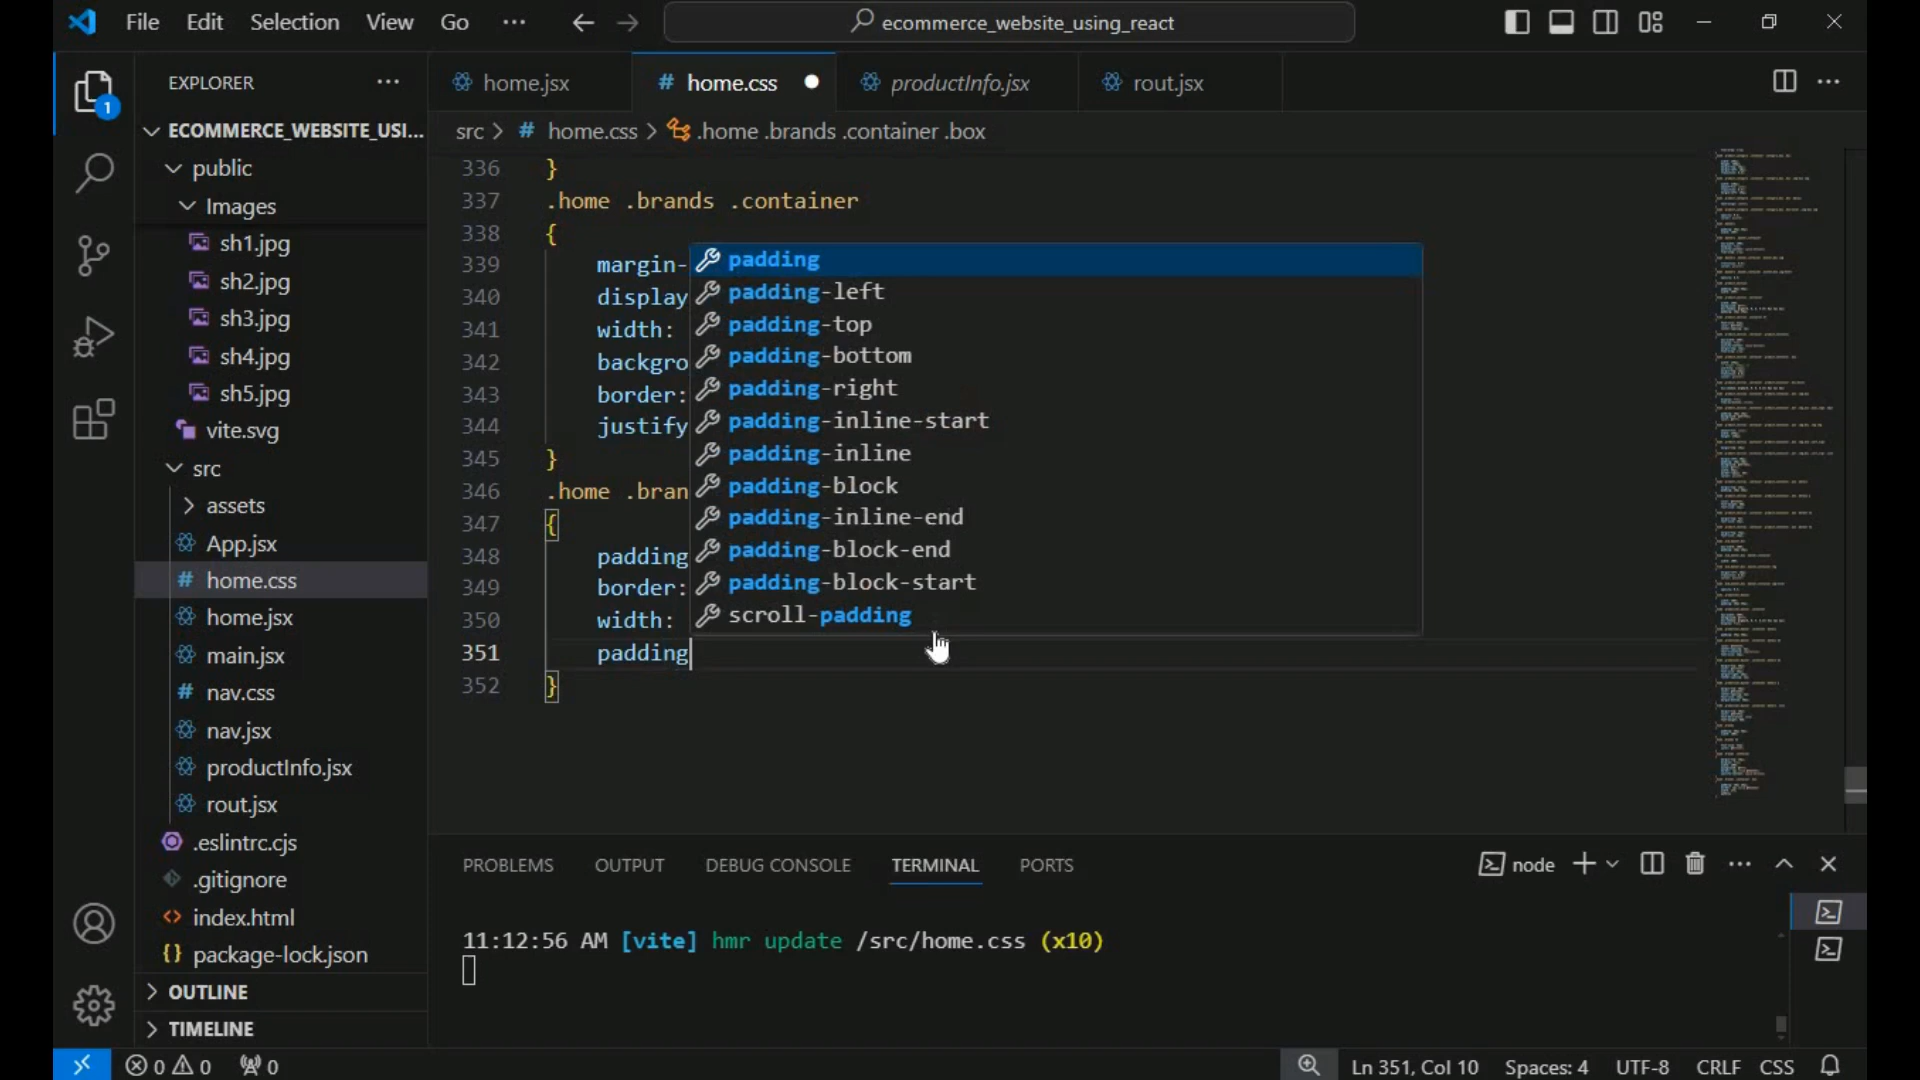 File Edit Selection View Go ··· ecommerce_website_using_react
EXPLORER ···
home.jsx # home.css productInfo.jsx rout.jsx ···
ECOMMERCE_WEBSITE_USI...
src > # home.css > .home .brands .container .box
public
Images
sh1.jpg
sh2.jpg
sh3.jpg
sh4.jpg
sh5.jpg
vite.svg
src
assets
App.jsx
# home.css
home.jsx
main.jsx
# nav.css
nav.jsx
productInfo.jsx
rout.jsx
.eslintrc.cjs
.gitignore
index.html
{} package-lock.json
OUTLINE
TIMELINE
1
336 }
337 .home .brands .container
338 {
339 margin-
340 display
341 width:
342 backgro
343 border:
344 justify
345 }
346 .home .bran
347 {
348 padding
349 border:
350 width:
351 padding
352 }
padding
padding-left
padding-top
padding-bottom
padding-right
padding-inline-start
padding-inline
padding-block
padding-inline-end
padding-block-end
padding-block-start
scroll-padding
PROBLEMS OUTPUT DEBUG CONSOLE TERMINAL PORTS node ···
11:12:56 AM [vite] hmr update /src/home.css (x10)
0 0 0 Ln 351, Col 10 Spaces: 4 UTF-8 CRLF CSS